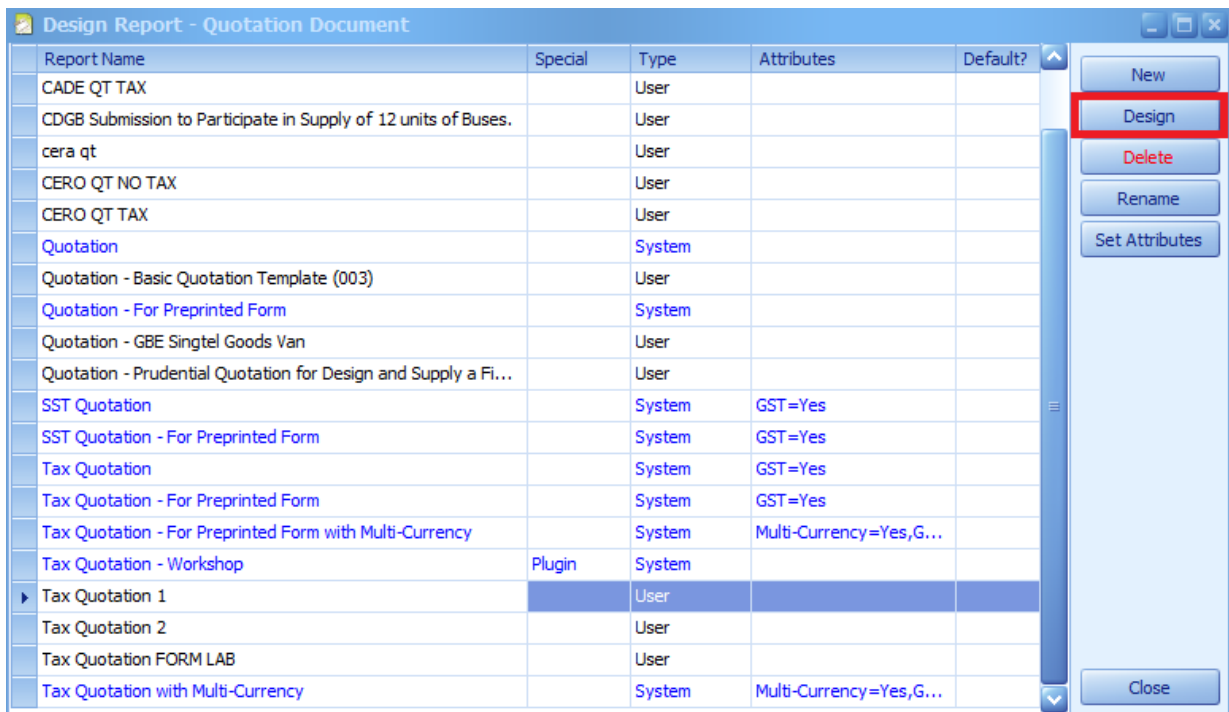 Design Report - Quotation Document
Report Name Special Type Attributes Default?
CADE QT TAX User
CDGB Submission to Participate in Supply of 12 units of Buses. User
cera qt User
CERO QT NO TAX User
CERO QT TAX User
Quotation System
Quotation - Basic Quotation Template (003) User
Quotation - For Preprinted Form System
Quotation - GBE Singtel Goods Van User
Quotation - Prudential Quotation for Design and Supply a Fi... User
SST Quotation System GST=Yes
SST Quotation - For Preprinted Form System GST=Yes
Tax Quotation System GST=Yes
Tax Quotation - For Preprinted Form System GST=Yes
Tax Quotation - For Preprinted Form with Multi-Currency System Multi-Currency=Yes,G...
Tax Quotation - Workshop Plugin System
Tax Quotation 1 User
Tax Quotation 2 User
Tax Quotation FORM LAB User
Tax Quotation with Multi-Currency System Multi-Currency=Yes,G...
New
Design
Delete
Rename
Set Attributes
Close